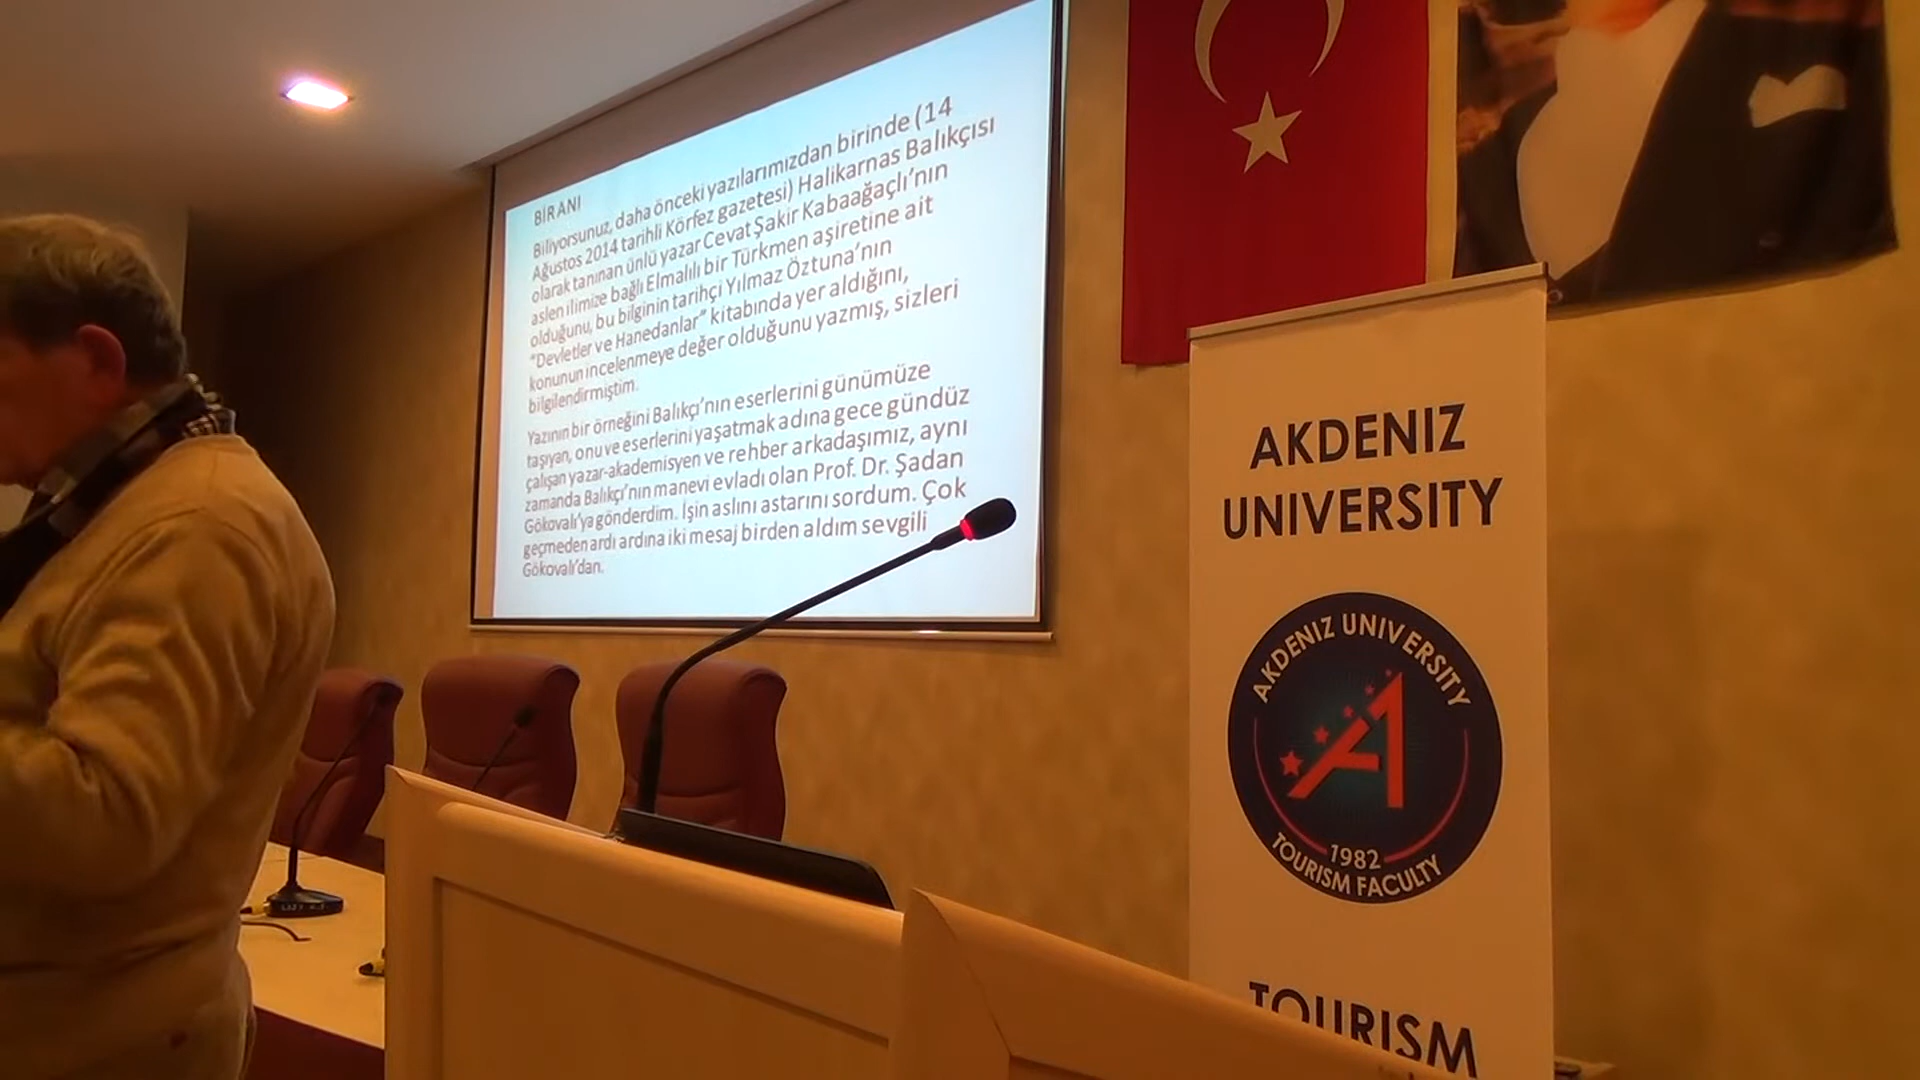 BİR ANI
Biliyorsunuz, daha önceki yazılarımızdan birinde (14
Ağustos 2014 tarihli Körfez gazetesi) Halikarnas Balıkçısı
olarak tanınan ünlü yazar Cevat Şakir Kabaağaçlı'nın
aslen ilimize bağlı Elmalılı bir Türkmen aşiretine ait
olduğunu, bu bilginin tarihçi Yılmaz Öztuna'nın
"Devletler ve Hanedanlar" kitabında yer aldığını,
konunun incelenmeye değer olduğunu yazmış, sizleri
bilgilendirmiştim.
Yazının bir örneğini Balıkçı'nın eserlerini günümüze
taşıyan, onu ve eserlerini yaşatmak adına gece gündüz
çalışan yazar-akademisyen ve rehber arkadaşımız, aynı
zamanda Balıkçı'nın manevi evladı olan Prof. Dr. Şadan
Gökovalı'ya gönderdim. İşin aslını astarını sordum. Çok
geçmeden ardı ardına iki mesaj birden aldım sevgili
Gökovalı'dan.
AKDENIZ
UNIVERSITY
AKDENIZ UNIVERSITY
1982
TOURISM FACULTY
TOURISM